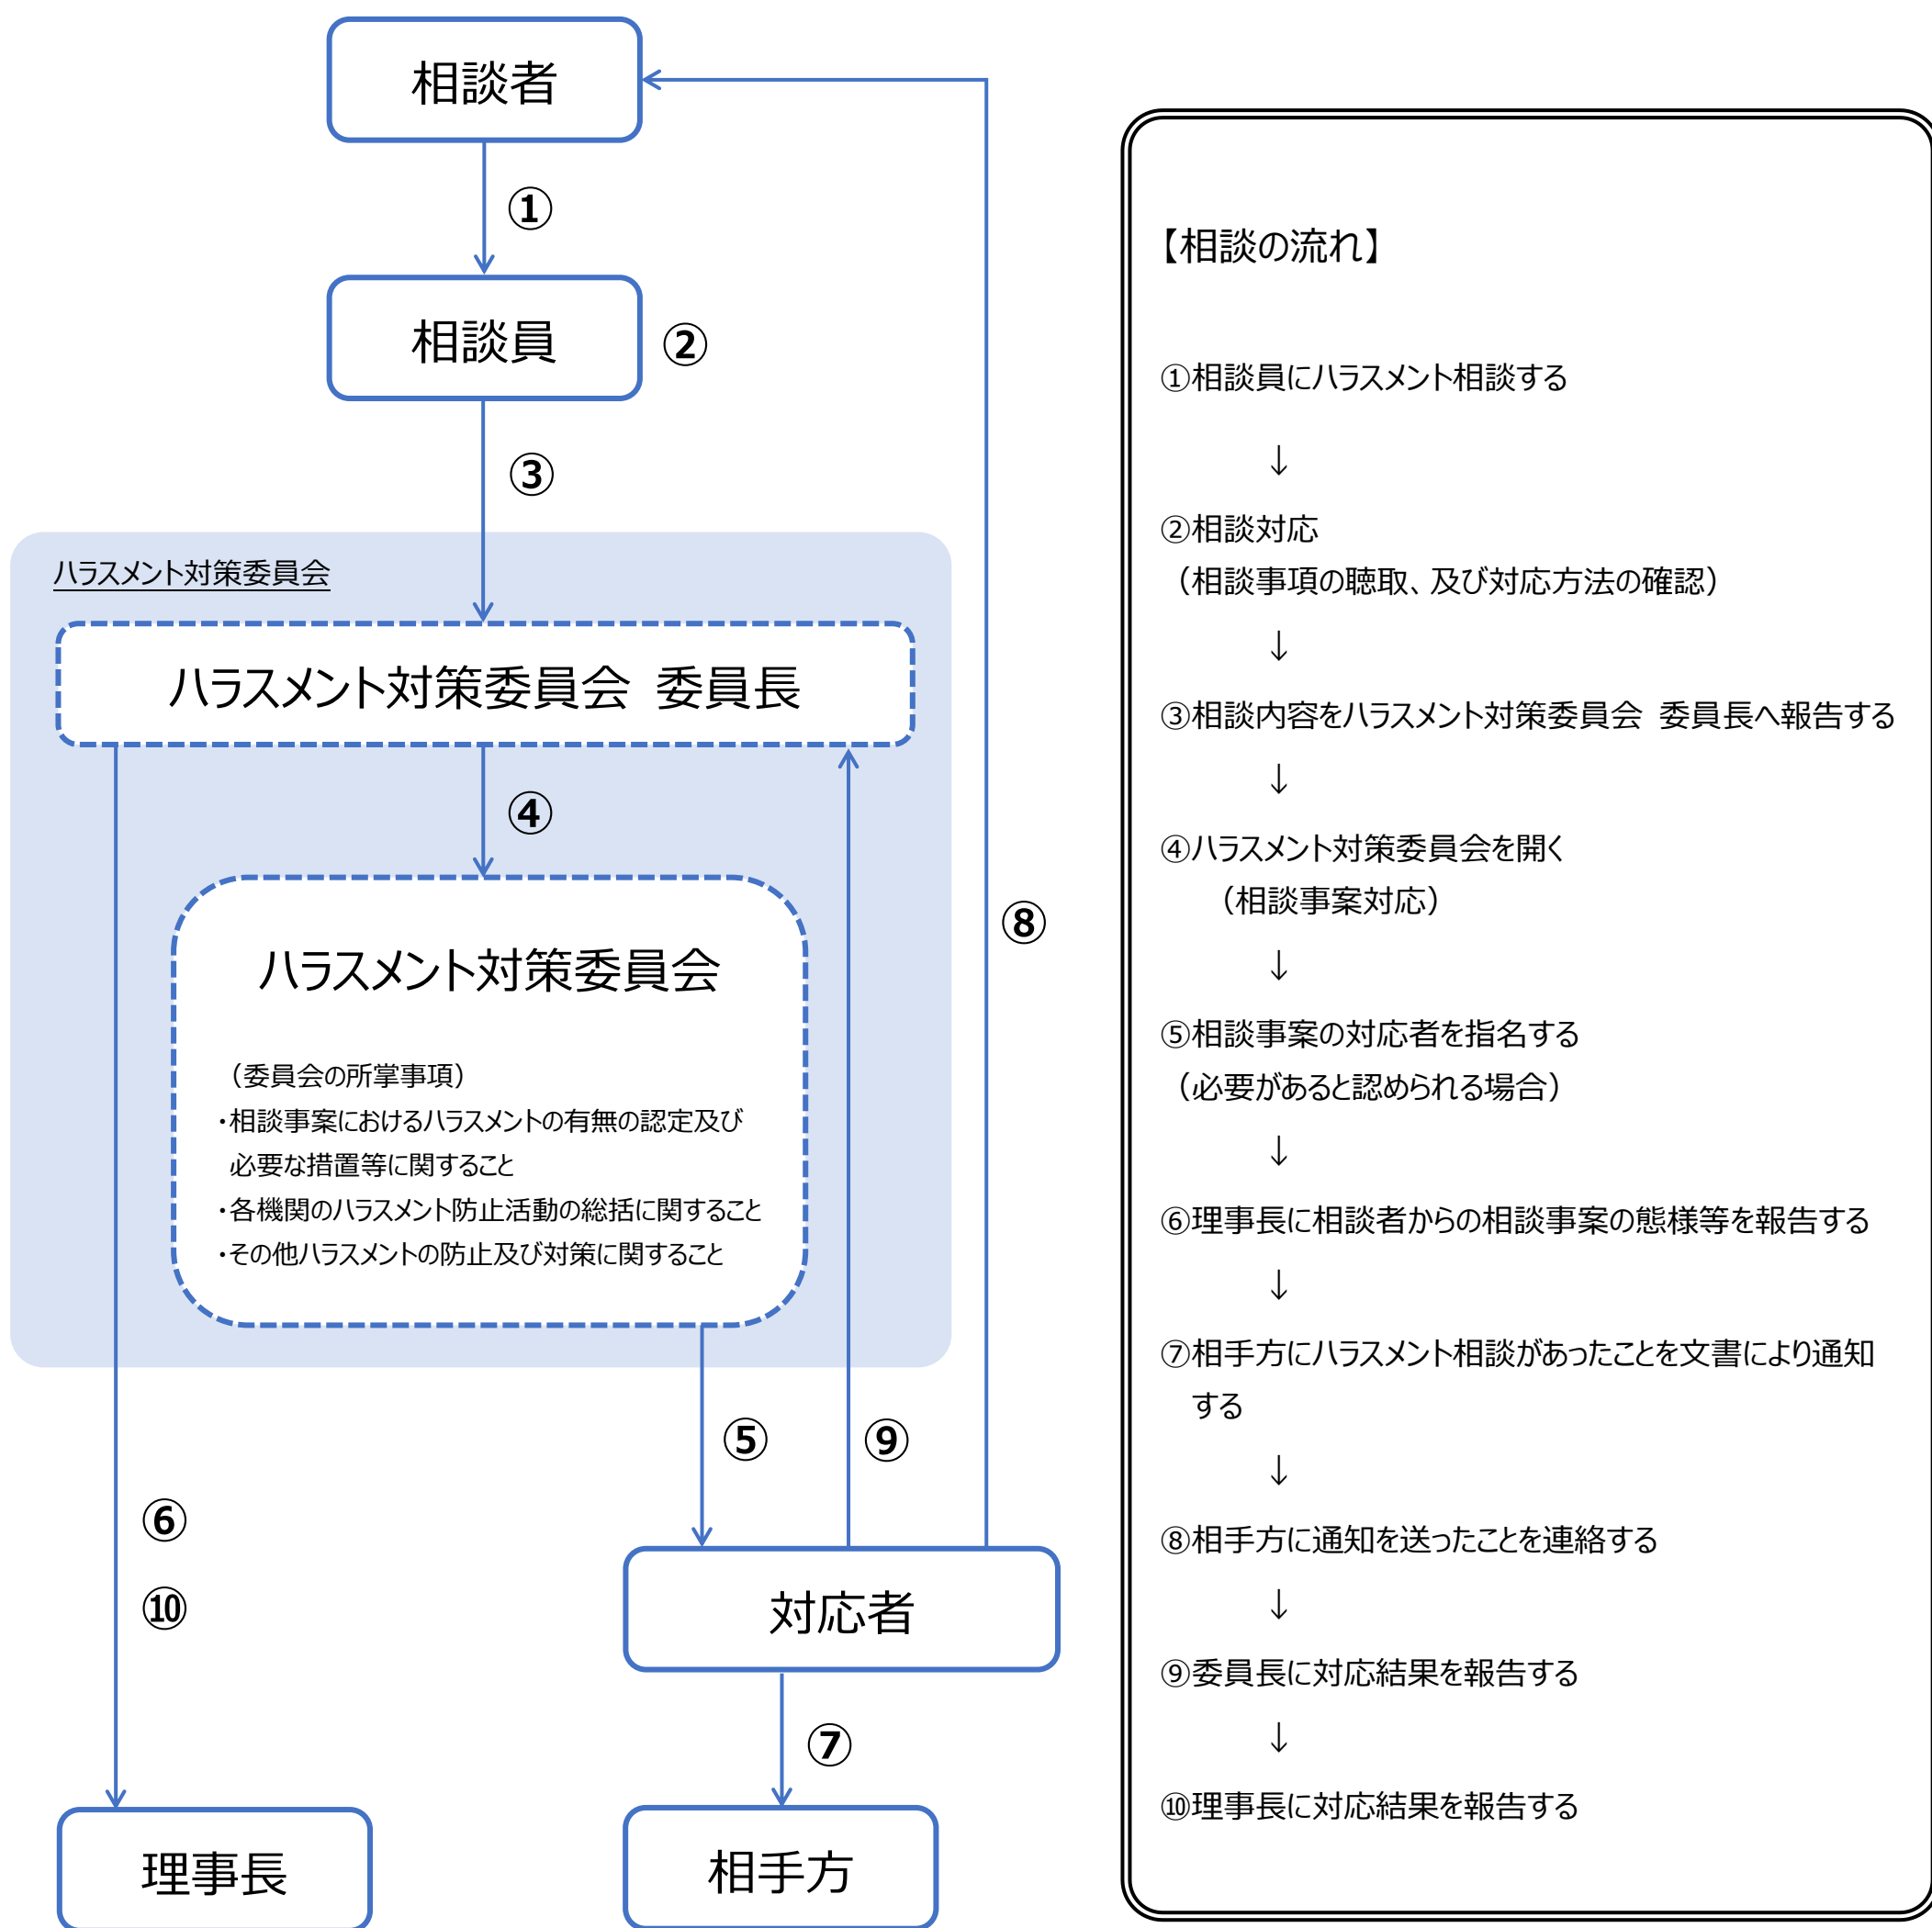 相談者
①
相談員
②
③
ハラスメント対策委員会
ハラスメント対策委員会 委員長
④
ハラスメント対策委員会
（委員会の所掌事項）
・相談事案におけるハラスメントの有無の認定及び
必要な措置等に関すること
・各機関のハラスメント防止活動の総括に関すること
・その他ハラスメントの防止及び対策に関すること
⑧
⑤
⑨
⑥
⑩
対応者
⑦
理事長
相手方
【相談の流れ】
①相談員にハラスメント相談する
↓
②相談対応
（相談事項の聴取、及び対応方法の確認）
↓
③相談内容をハラスメント対策委員会 委員長へ報告する
↓
④ハラスメント対策委員会を開く
（相談事案対応）
↓
⑤相談事案の対応者を指名する
（必要があると認められる場合）
↓
⑥理事長に相談者からの相談事案の態様等を報告する
↓
⑦相手方にハラスメント相談があったことを文書により通知
する
↓
⑧相手方に通知を送ったことを連絡する
↓
⑨委員長に対応結果を報告する
↓
⑩理事長に対応結果を報告する